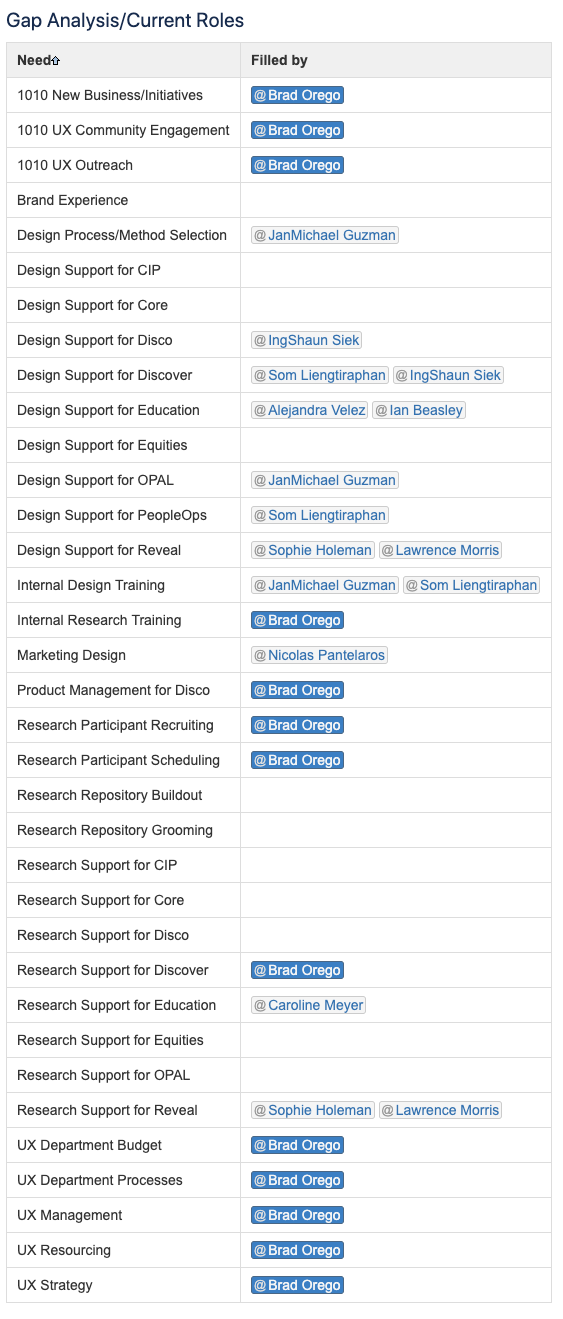 Gap Analysis/Current Roles
Need Filled by
1010 New Business/Initiatives @Brad Orego
1010 UX Community Engagement @Brad Orego
1010 UX Outreach @Brad Orego
Brand Experience
Design Process/Method Selection @JanMichael Guzman
Design Support for CIP
Design Support for Core
Design Support for Disco @IngShaun Siek
Design Support for Discover @Som Liengtiraphan @IngShaun Siek
Design Support for Education @Alejandra Velez @Ian Beasley
Design Support for Equities
Design Support for OPAL @JanMichael Guzman
Design Support for PeopleOps @Som Liengtiraphan
Design Support for Reveal @Sophie Holeman @Lawrence Morris
Internal Design Training @JanMichael Guzman @Som Liengtiraphan
Internal Research Training @Brad Orego
Marketing Design @Nicolas Pantelaros
Product Management for Disco @Brad Orego
Research Participant Recruiting @Brad Orego
Research Participant Scheduling @Brad Orego
Research Repository Buildout
Research Repository Grooming
Research Support for CIP
Research Support for Core
Research Support for Disco
Research Support for Discover @Brad Orego
Research Support for Education @Caroline Meyer
Research Support for Equities
Research Support for OPAL
Research Support for Reveal @Sophie Holeman @Lawrence Morris
UX Department Budget @Brad Orego
UX Department Processes @Brad Orego
UX Management @Brad Orego
UX Resourcing @Brad Orego
UX Strategy @Brad Orego